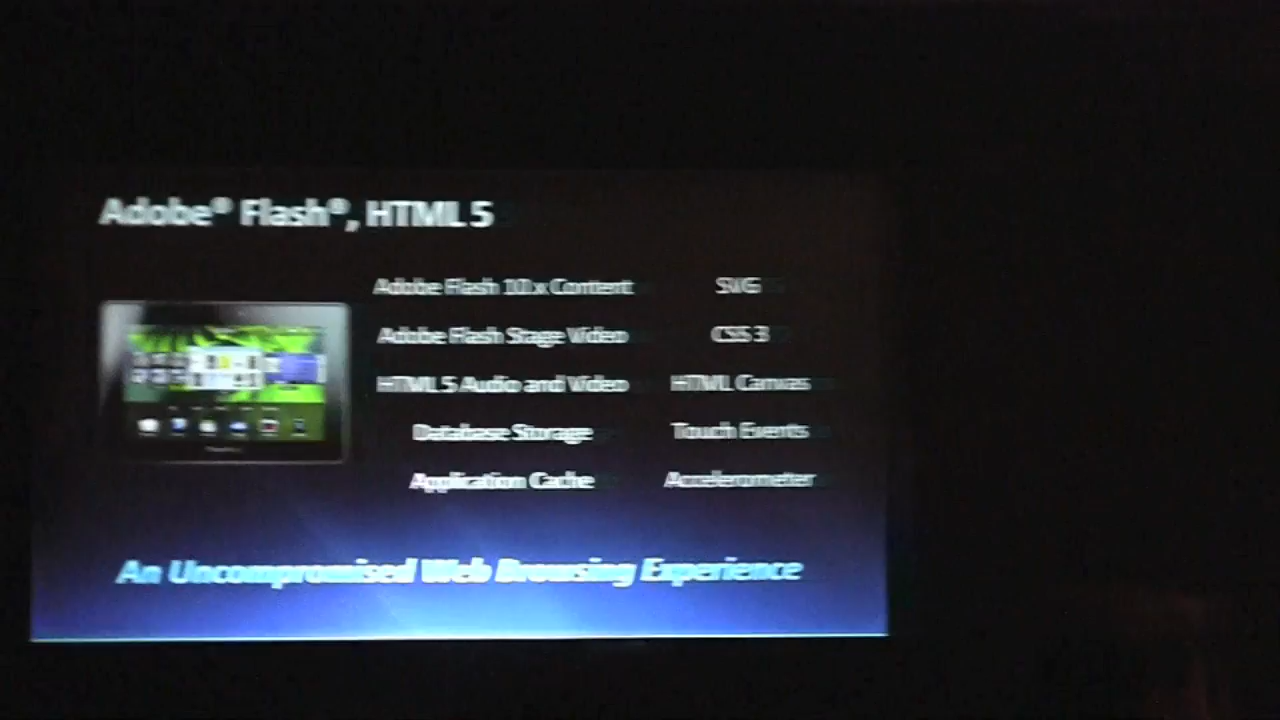 Adobe® Flash®, HTML 5
Adobe Flash 10.x Content SVG
Adobe Flash Stage Video CSS 3
HTML 5 Audio and Video HTML Canvas
Database Storage Touch Events
Application Cache Accelerometer
An Uncompromised Web Browsing Experience